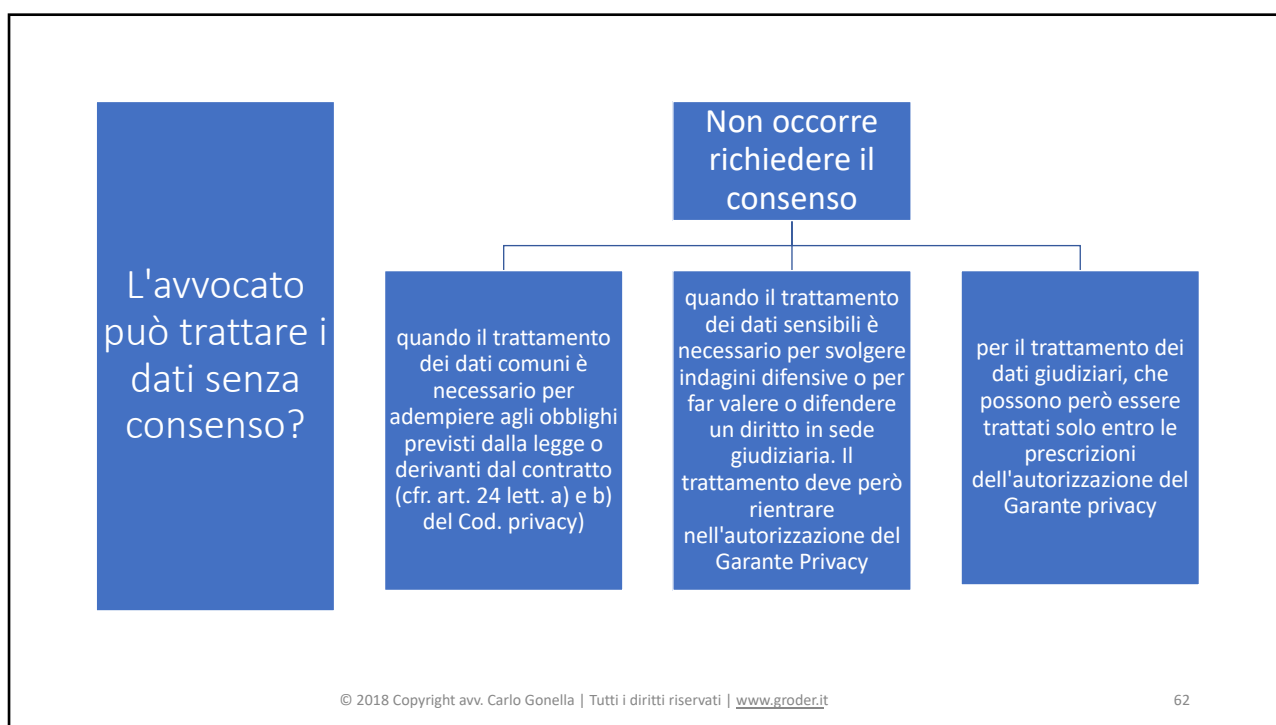 L'avvocato
può trattare i
dati senza
consenso?
Non occorre
richiedere il
consenso
quando il trattamento
dei dati comuni è
necessario per
adempiere agli obblighi
previsti dalla legge o
derivanti dal contratto
(cfr. art. 24 lett. a) e b)
del Cod. privacy)
quando il trattamento
dei dati sensibili è
necessario per svolgere
indagini difensive o per
far valere o difendere
un diritto in sede
giudiziaria. Il
trattamento deve però
rientrare
nell'autorizzazione del
Garante Privacy
per il trattamento dei
dati giudiziari, che
possono però essere
trattati solo entro le
prescrizioni
dell'autorizzazione del
Garante privacy
© 2018 Copyright avv. Carlo Gonella | Tutti i diritti riservati | www.groder.it
62